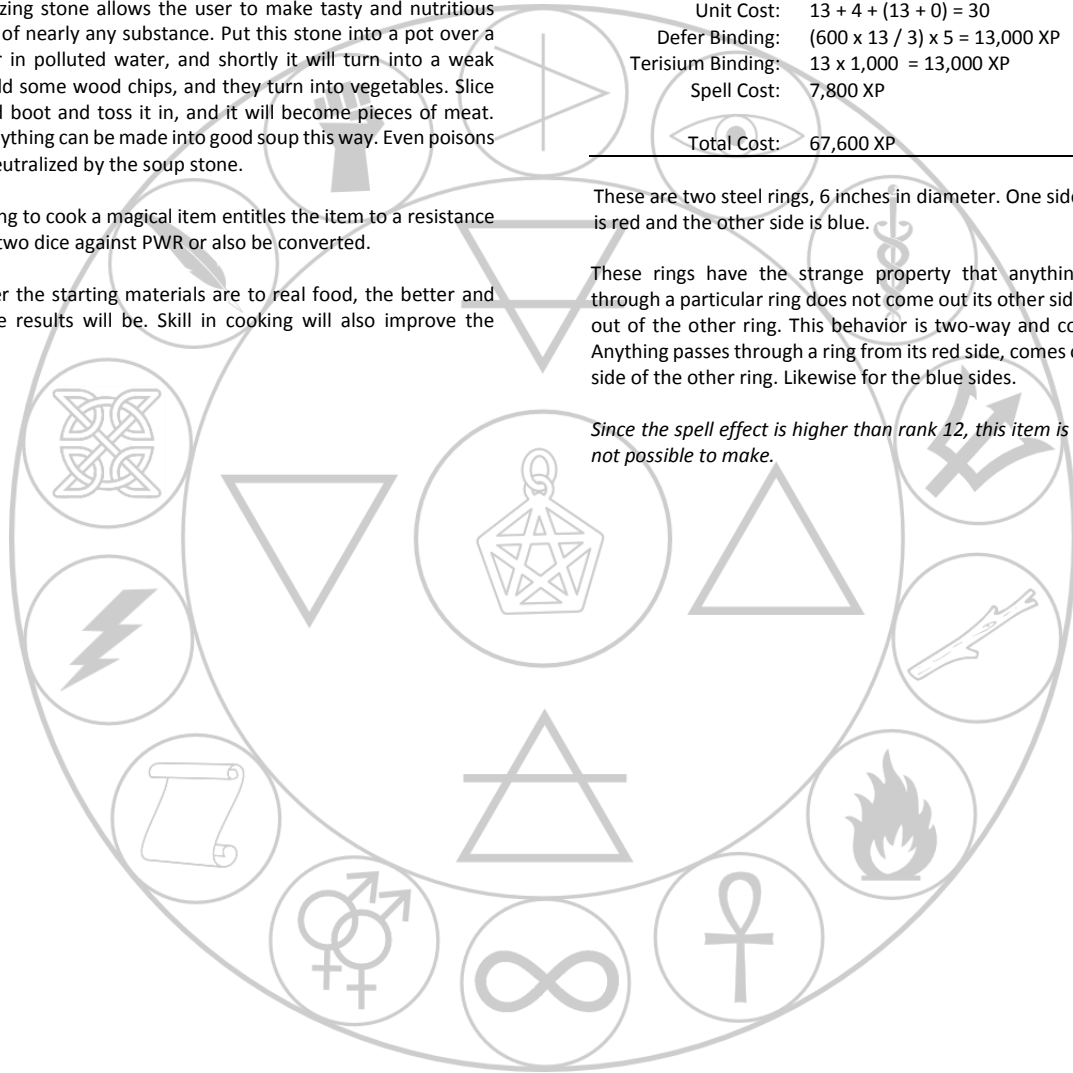 zing stone allows the user to make tasty and nutritious
of nearly any substance. Put this stone into a pot over a
in polluted water, and shortly it will turn into a weak
some wood chips, and they turn into vegetables. Slice
boot and toss it in, and it will become pieces of meat.
ything can be made into good soup this way. Even poisons
eutralized by the soup stone.
ng to cook a magical item entitles the item to a resistance
two dice against PWR or also be converted.
er the starting materials are to real food, the better and
e results will be. Skill in cooking will also improve the
Unit Cost: 13 + 4 + (13 + 0) = 30
Defer Binding: (600 x 13 / 3) x 5 = 13,000 XP
Terisium Binding: 13 x 1,000 = 13,000 XP
Spell Cost: 7,800 XP
Total Cost: 67,600 XP
These are two steel rings, 6 inches in diameter. One side
is red and the other side is blue.
These rings have the strange property that anythin
through a particular ring does not come out its other sid
out of the other ring. This behavior is two-way and co
Anything passes through a ring from its red side, comes
side of the other ring. Likewise for the blue sides.
Since the spell effect is higher than rank 12, this item is
not possible to make.